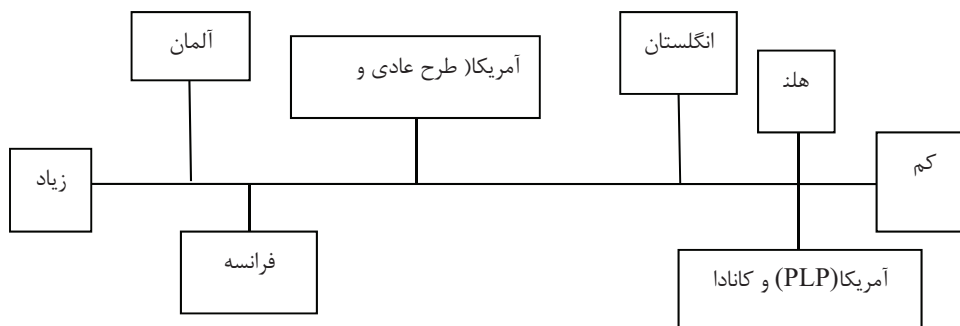 آلمان
آمریکا( طرح عادی و
انگلستان
هلند
کم
زیاد
فرانسه
آمریکا(PLP) و کانادا